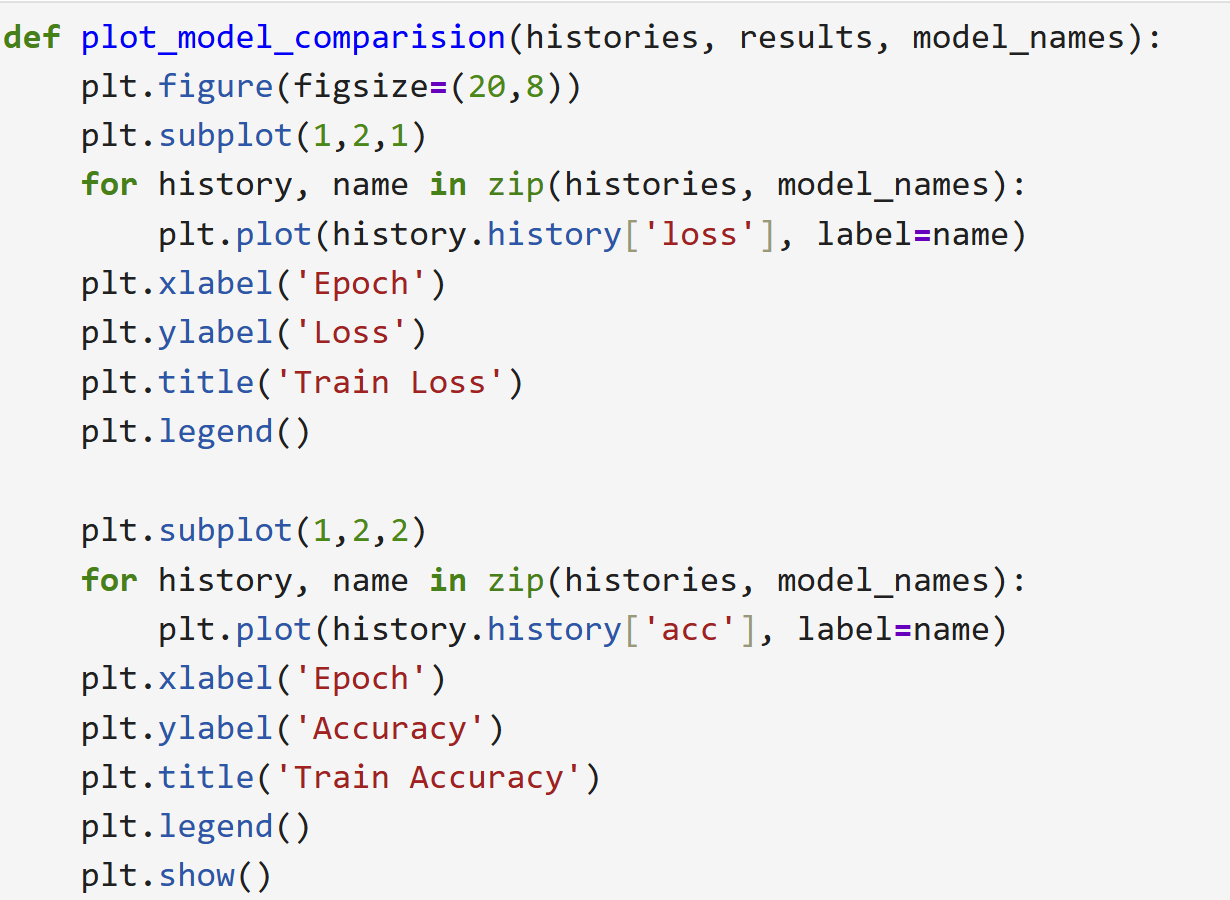 def plot_model_comparision(histories, results, model_names):
    plt.figure(figsize=(20,8))
    plt.subplot(1,2,1)
    for history, name in zip(histories, model_names):
        plt.plot(history.history['loss'], label=name)
    plt.xlabel('Epoch')
    plt.ylabel('Loss')
    plt.title('Train Loss')
    plt.legend()

    plt.subplot(1,2,2)
    for history, name in zip(histories, model_names):
        plt.plot(history.history['acc'], label=name)
    plt.xlabel('Epoch')
    plt.ylabel('Accuracy')
    plt.title('Train Accuracy')
    plt.legend()
    plt.show()